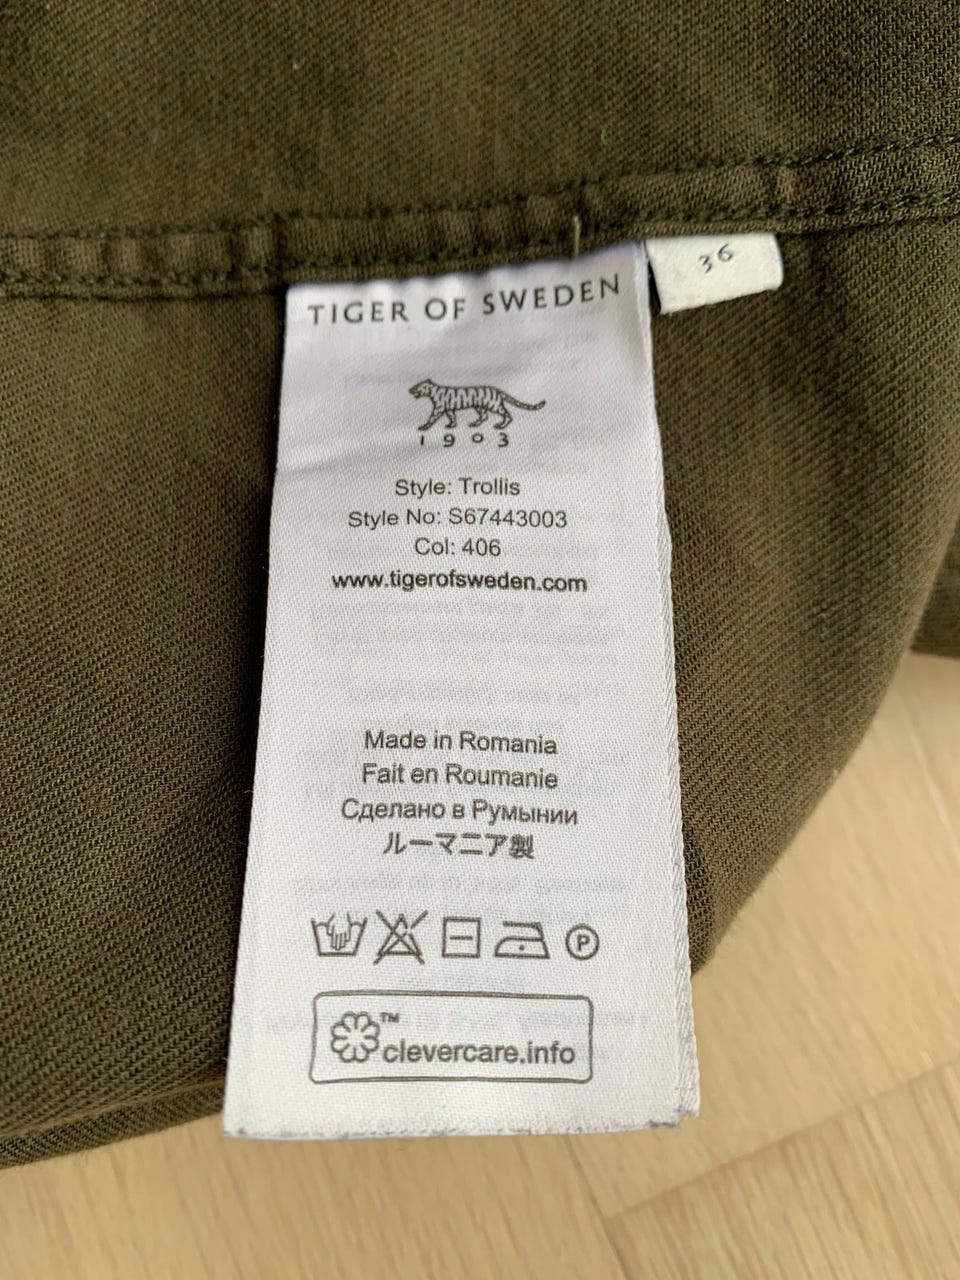 TIGER OF SWEDEN
36
1903
Style: Trollis
Style No: S67443003
Col: 406
www.tigerofsweden.com
Made in Romania
Fait en Roumanie
Сделано в Румынии
ルーマニア製
P
™
clevercare.info